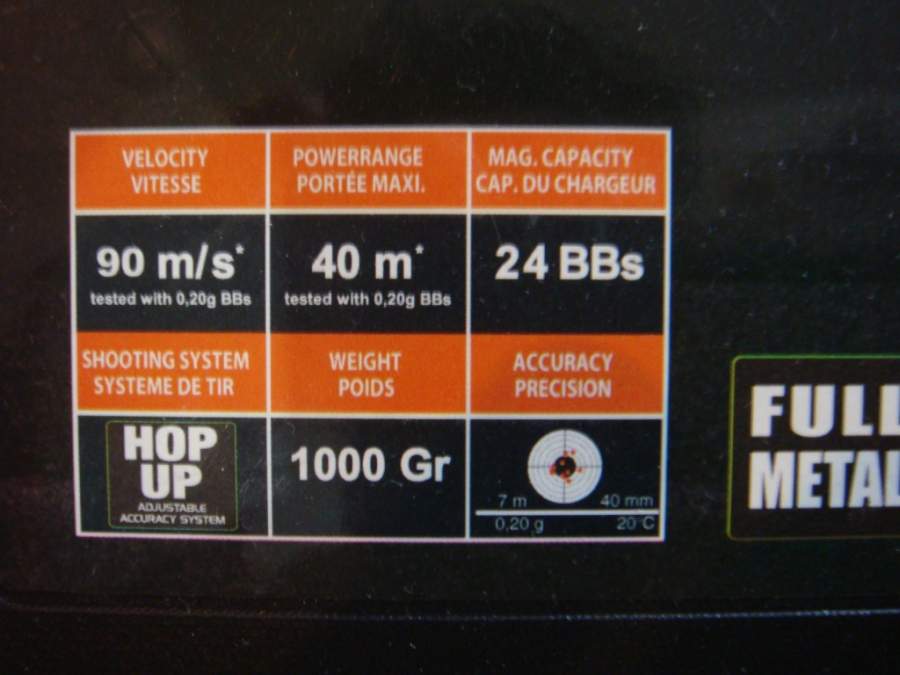 VELOCITY
VITESSE
POWERRANGE
PORTÉE MAXI.
MAG. CAPACITY
CAP. DU CHARGEUR
90 m/s*
tested with 0,20g BBs
40 m*
tested with 0,20g BBs
24 BBs
SHOOTING SYSTEM
SYSTEME DE TIR
WEIGHT
POIDS
ACCURACY
PRECISION
HOP
UP
ADJUSTABLE
ACCURACY SYSTEM
1000 Gr
7 m 40 mm
0,20 g 20°C
FULL
METAL